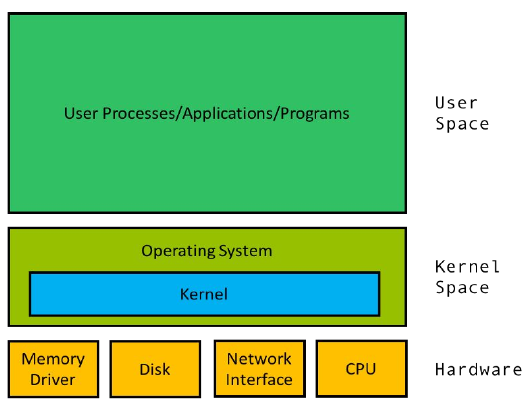 User Processes/Applications/Programs
User
Space
Operating System
Kernel
Kernel
Space
Memory
Driver
Disk
Network
Interface
CPU
Hardware